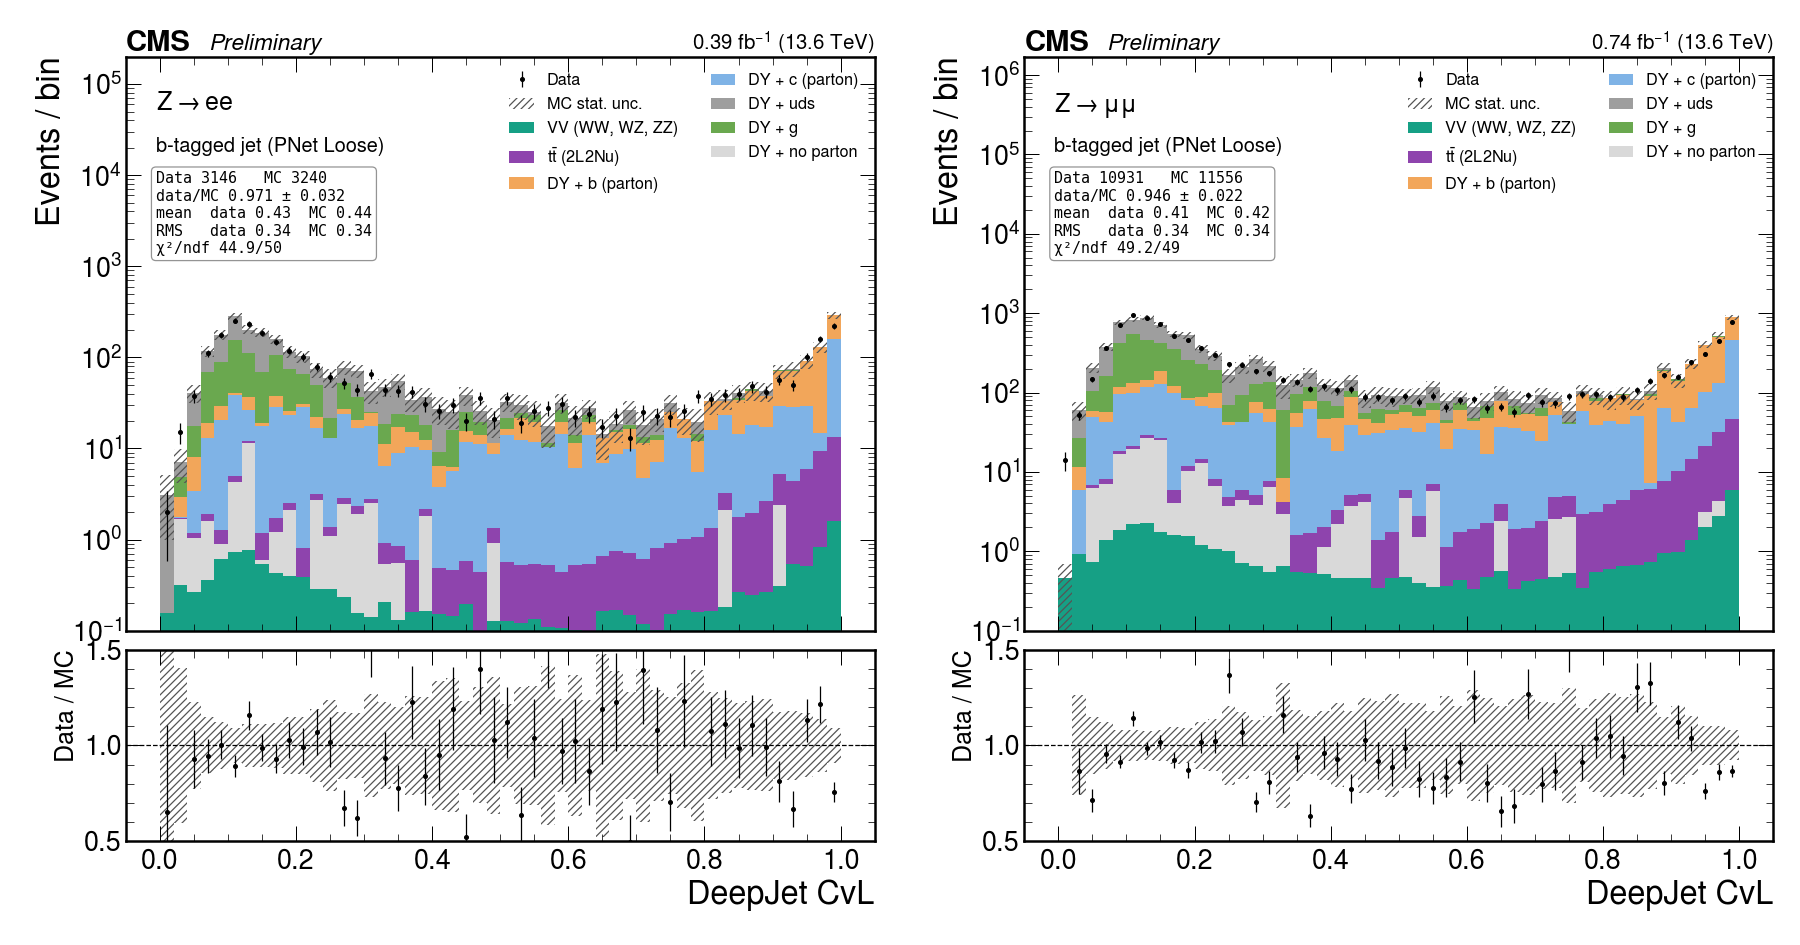 CMS Preliminary 0.39 fb⁻¹ (13.6 TeV)
Events / bin
10⁵
10⁴
10³
10²
10¹
10⁰
10⁻¹
Z → ee
b-tagged jet (PNet Loose)
Data 3146 MC 3240
data/MC 0.971 ± 0.032
mean data 0.43 MC 0.44
RMS data 0.34 MC 0.34
χ²/ndf 44.9/50
Data
MC stat. unc.
VV (WW, WZ, ZZ)
tt̄ (2L2Nu)
DY + b (parton)
DY + c (parton)
DY + uds
DY + g
DY + no parton
Data / MC
1.5
1.0
0.5
0.0 0.2 0.4 0.6 0.8 1.0
DeepJet CvL
CMS Preliminary 0.74 fb⁻¹ (13.6 TeV)
Events / bin
10⁶
10⁵
10⁴
10³
10²
10¹
10⁰
10⁻¹
Z → μμ
b-tagged jet (PNet Loose)
Data 10931 MC 11556
data/MC 0.946 ± 0.022
mean data 0.41 MC 0.42
RMS data 0.34 MC 0.34
χ²/ndf 49.2/49
Data
MC stat. unc.
VV (WW, WZ, ZZ)
tt̄ (2L2Nu)
DY + b (parton)
DY + c (parton)
DY + uds
DY + g
DY + no parton
Data / MC
1.5
1.0
0.5
0.0 0.2 0.4 0.6 0.8 1.0
DeepJet CvL